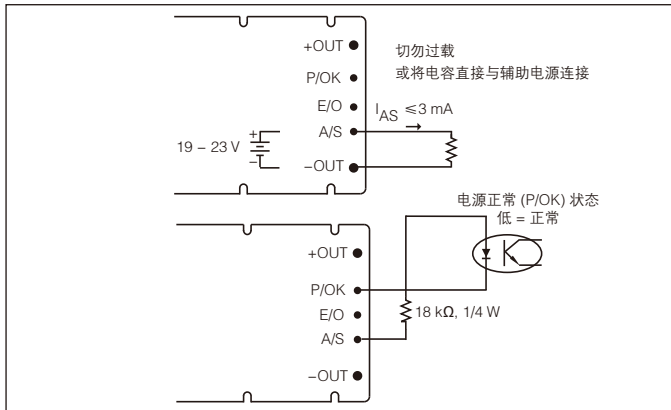 +OUT
切勿过载
或将电容直接与辅助电源连接
P/OK
E/O
I_AS ≤3 mA
A/S
19 – 23 V
+
–
–OUT
电源正常 (P/OK) 状态
低 = 正常
+OUT
P/OK
E/O
18 kΩ, 1/4 W
A/S
–OUT